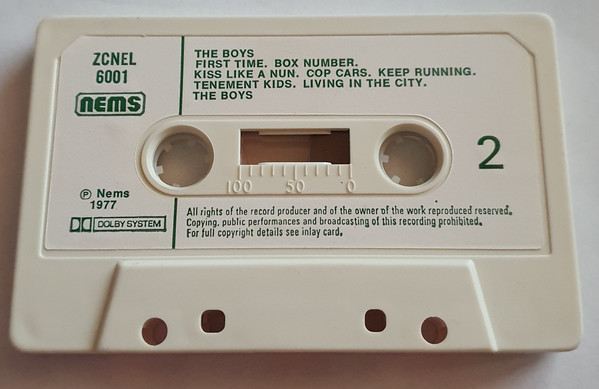 ZCNEL
6001
NEMS
THE BOYS
FIRST TIME. BOX NUMBER.
KISS LIKE A NUN. COP CARS. KEEP RUNNING.
TENEMENT KIDS. LIVING IN THE CITY.
THE BOYS
2
100 50 0
℗ Nems
1977
DOLBY SYSTEM
All rights of the record producer and of the owner of the work reproduced reserved.
Copying, public performances and broadcasting of this recording prohibited.
For full copyright details see inlay card.